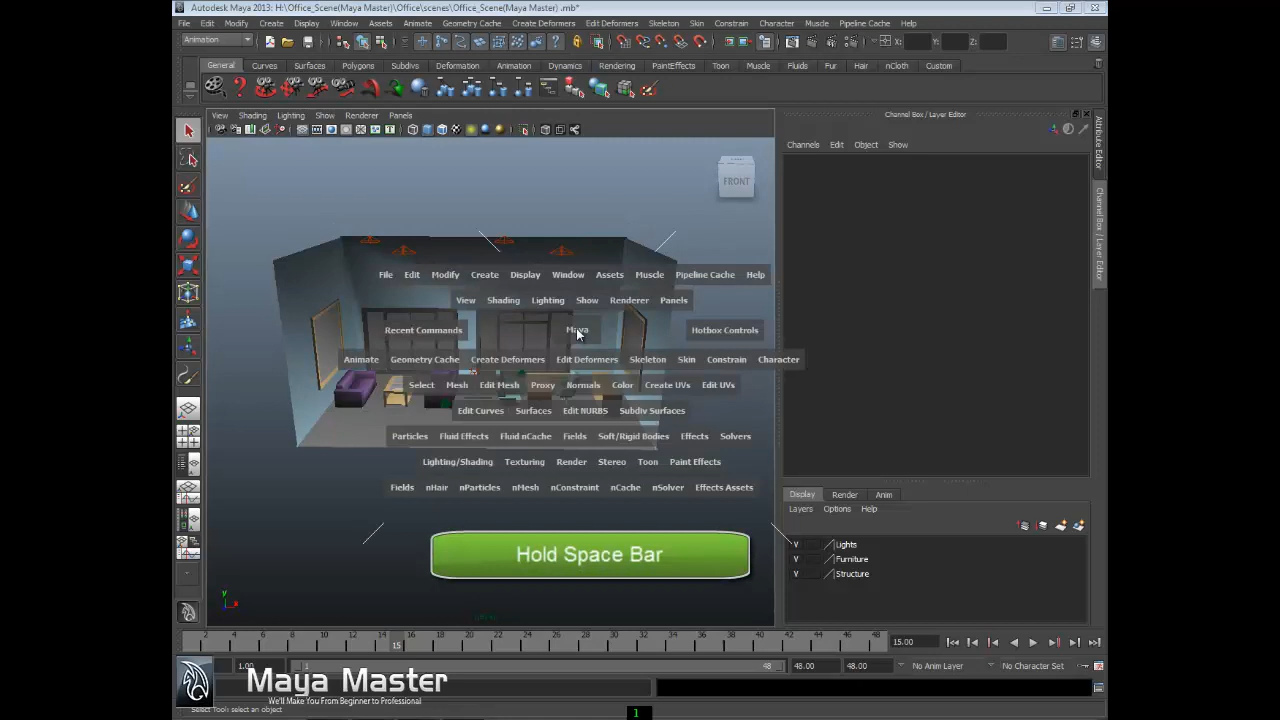 Autodesk Maya 2013: H:\Office_Scene(Maya Master)\Office\scenes\Office_Scene(Maya Master) .mb*
File Edit Modify Create Display Window Assets Animate Geometry Cache Create Deformers Edit Deformers Skeleton Skin Constrain Character Muscle Pipeline Cache Help
Animation X: Y: Z:
General Curves Surfaces Polygons Subdivs Deformation Animation Dynamics Rendering PaintEffects Toon Muscle Fluids Fur Hair nCloth Custom
View Shading Lighting Show Renderer Panels
Channel Box / Layer Editor
Channels Edit Object Show
Attribute Editor
Channel Box / Layer Editor
FRONT
File Edit Modify Create Display Window Assets Muscle Pipeline Cache Help
View Shading Lighting Show Renderer Panels
Recent Commands Maya Hotbox Controls
Animate Geometry Cache Create Deformers Edit Deformers Skeleton Skin Constrain Character
Select Mesh Edit Mesh Proxy Normals Color Create UVs Edit UVs
Edit Curves Surfaces Edit NURBS Subdiv Surfaces
Particles Fluid Effects Fluid nCache Fields Soft/Rigid Bodies Effects Solvers
Lighting/Shading Texturing Render Stereo Toon Paint Effects
Fields nHair nParticles nMesh nConstraint nCache nSolver Effects Assets
Display Render Anim
Layers Options Help
V Lights
V Furniture
V Structure
Hold Space Bar
y
x
2 4 6 8 10 12 14 15 16 18 20 22 24 26 28 30 32 34 36 38 40 42 44 46 48 15.00
1.00 1 48 48.00 48.00 No Anim Layer No Character Set
Maya Master
We'll Make You From Beginner to Professional
Select Tool: select an object
1